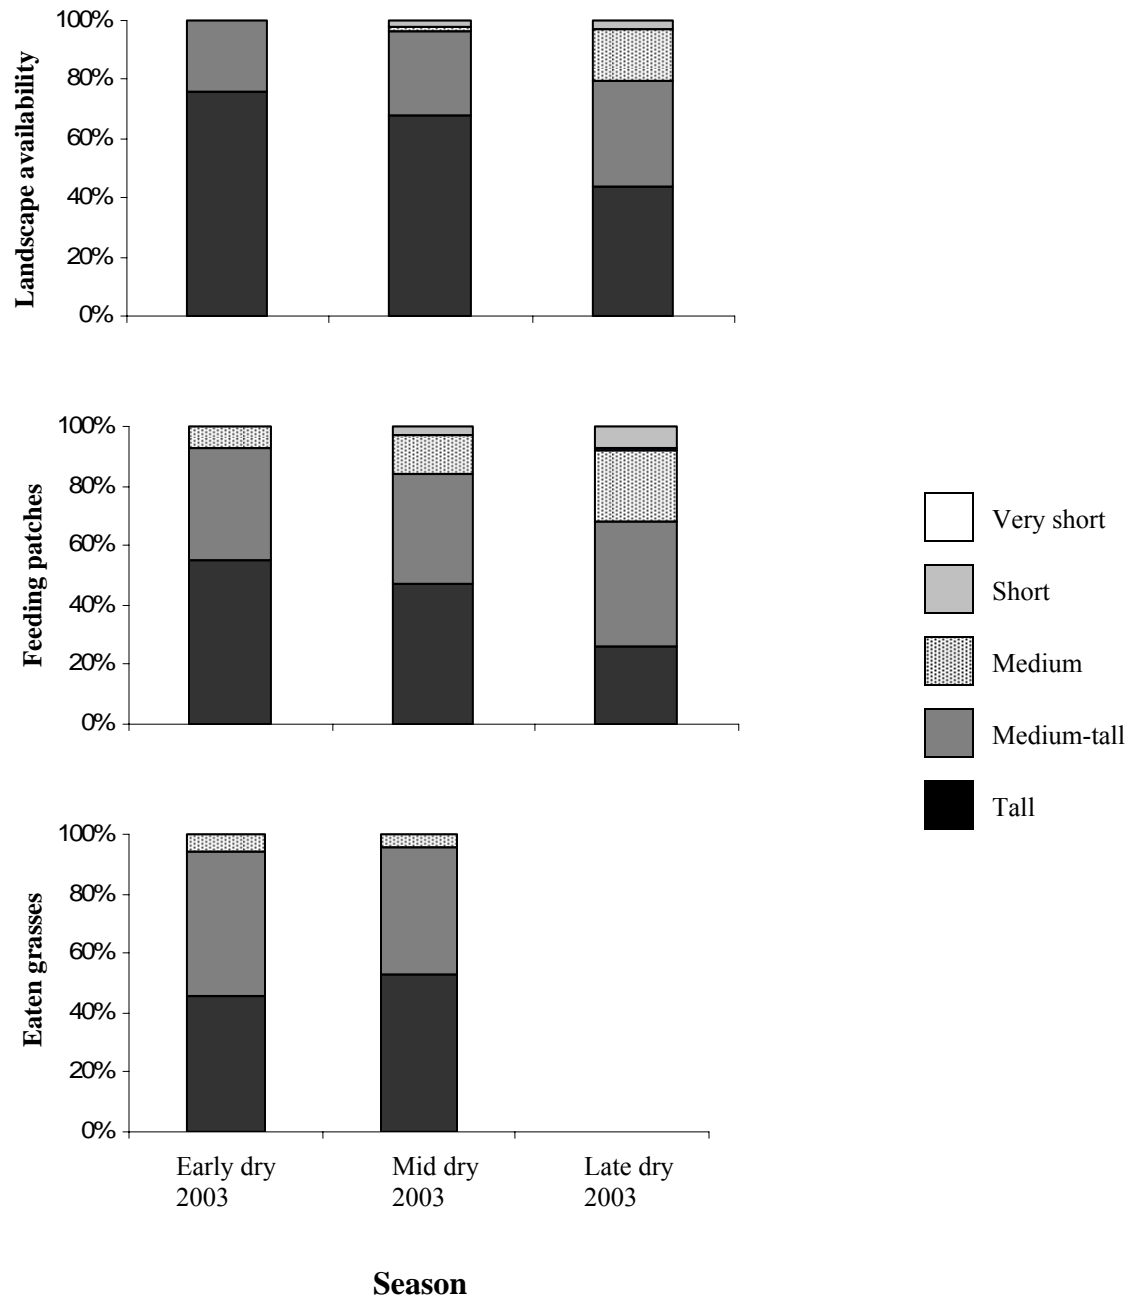 Landscape availability
100%
80%
60%
40%
20%
0%
Feeding patches
100%
80%
60%
40%
20%
0%
Very short
Short
Medium
Medium-tall
Tall
Eaten grasses
100%
80%
60%
40%
20%
0%
Early dry
2003
Mid dry
2003
Late dry
2003
Season